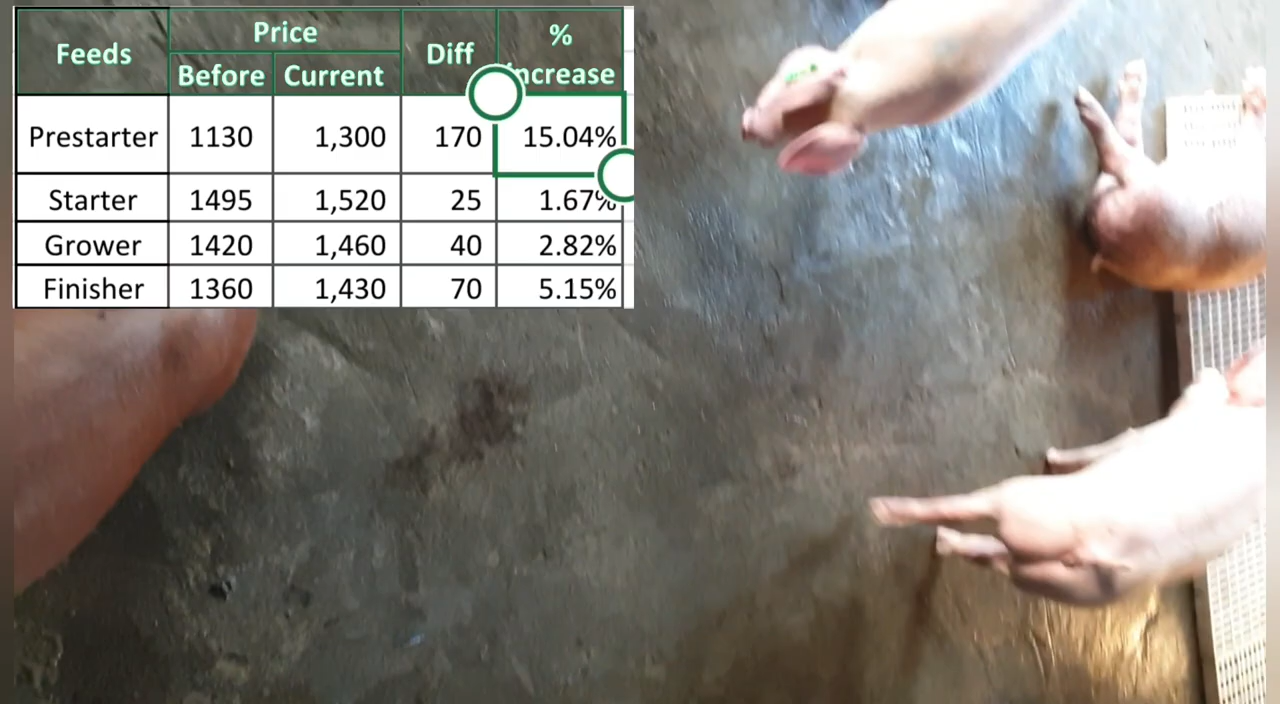 Feeds Price Diff % Increase
Before Current
Prestarter 1130 1,300 170 15.04%
Starter 1495 1,520 25 1.67%
Grower 1420 1,460 40 2.82%
Finisher 1360 1,430 70 5.15%